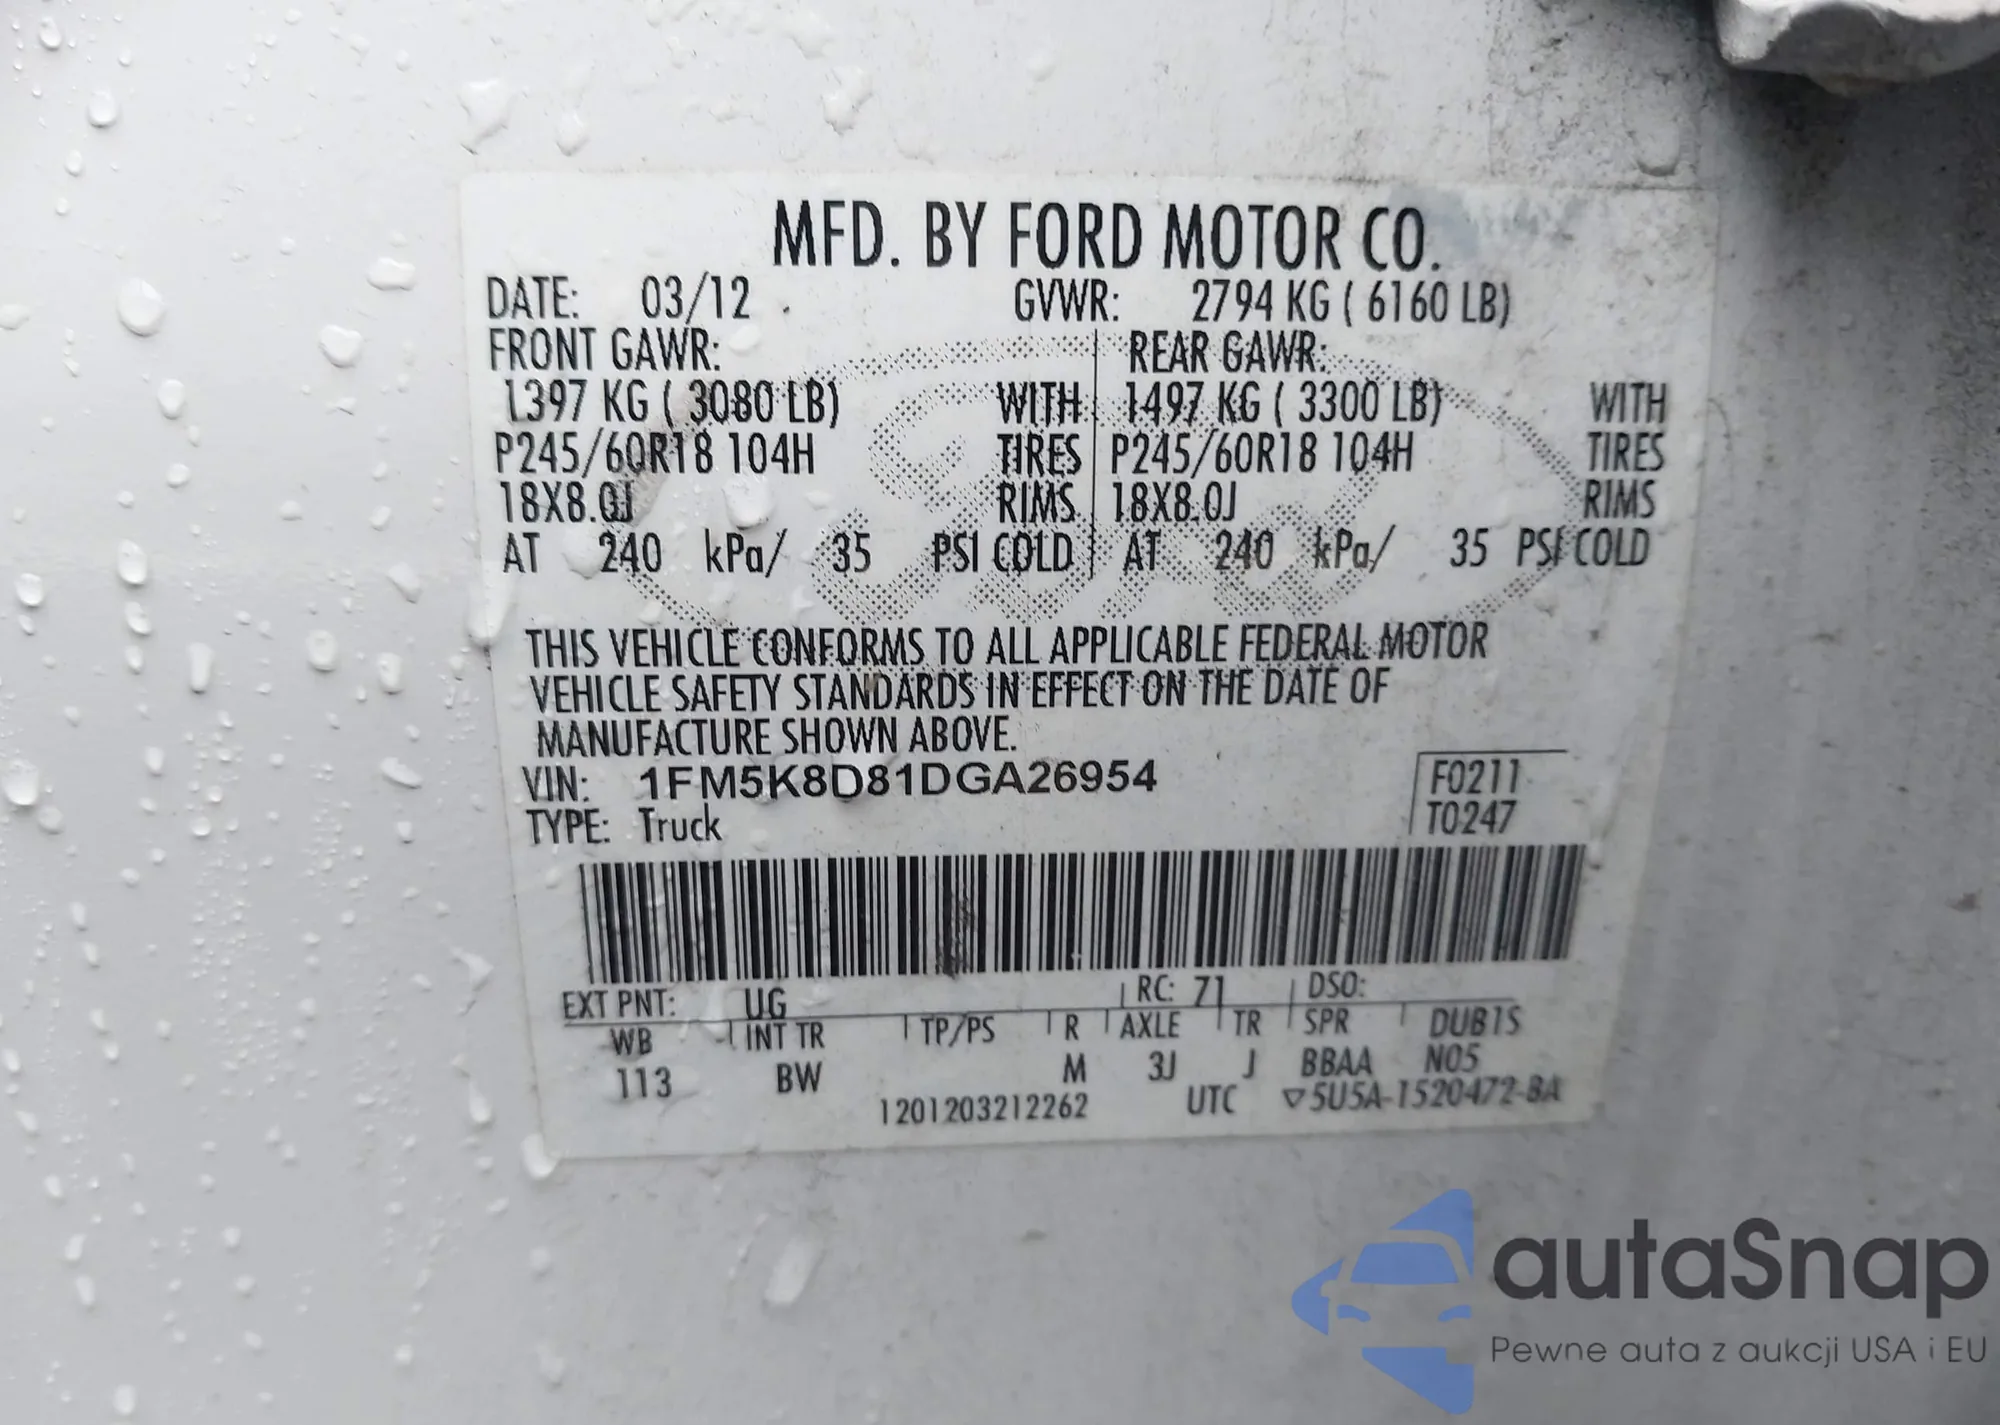 MFD. BY FORD MOTOR CO.
DATE: 03/12 GVWR: 2794 KG ( 6160 LB)
FRONT GAWR: REAR GAWR:
1397 KG ( 3080 LB) WITH 1497 KG ( 3300 LB) WITH
P245/60R18 104H TIRES P245/60R18 104H TIRES
18X8.0J RIMS 18X8.0J RIMS
AT 240 kPa/ 35 PSI COLD AT 240 kPa/ 35 PSI COLD
THIS VEHICLE CONFORMS TO ALL APPLICABLE FEDERAL MOTOR
VEHICLE SAFETY STANDARDS IN EFFECT ON THE DATE OF
MANUFACTURE SHOWN ABOVE.
VIN: 1FM5K8D81DGA26954 F0211
TYPE: Truck T0247
EXT PNT: UG RC: 71 DSO:
WB INT TR TP/PS R AXLE TR SPR DUB1S
113 BW M 3J J BBAA N05
1201203212262 UTC ▽5U5A-1520472-BA
autaSnap
Pewne auta z aukcji USA i EU